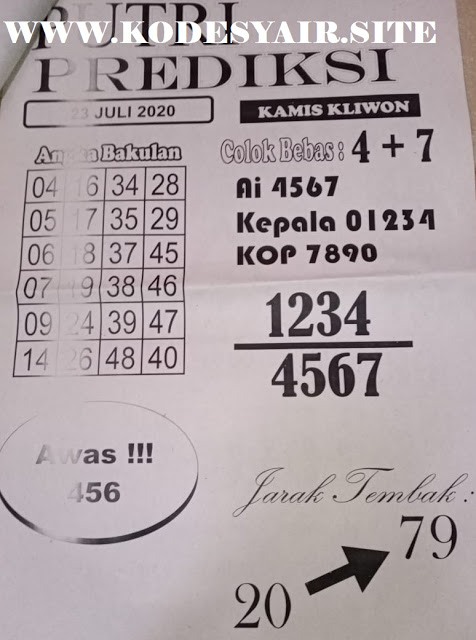 WWW.KODESYAIR.SITE
PUTRI
PREDIKSI
23 JULI 2020
KAMIS KLIWON
Angka Bakulan
04 16 34 28
05 17 35 29
06 18 37 45
07 19 38 46
09 24 39 47
14 26 48 40
Colok Bebas : 4 + 7
Ai 4567
Kepala 01234
KOP 7890
1234
4567
Awas !!!
456
Jarak Tembak :
79
20